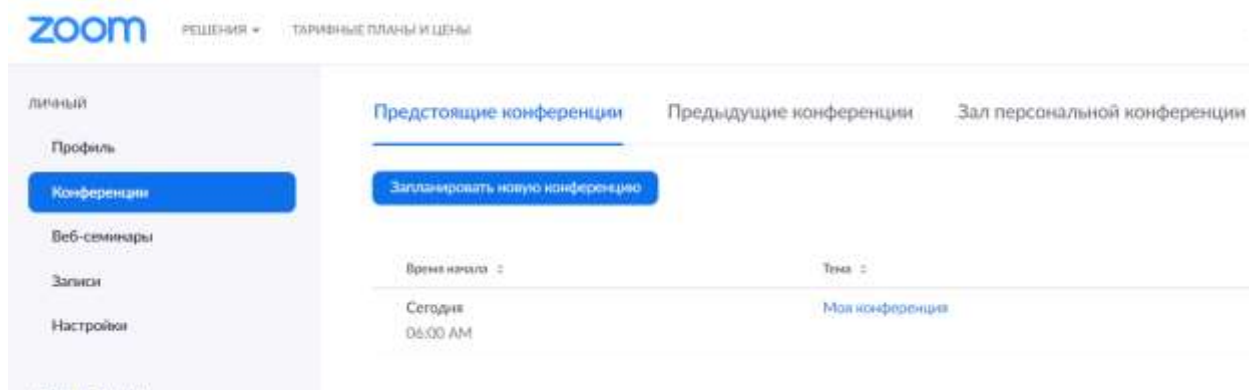 zoom РЕШЕНИЯ ТАРИФНЫЕ ПЛАНЫ И ЦЕНЫ
ЛИЧНЫЙ
Профиль
Конференции
Веб-семинары
Записи
Настройки
Предстоящие конференции Предыдущие конференции Зал персональной конференции
Запланировать новую конференцию
Время начала Тема
Сегодня Моя конференция
06:00 AM